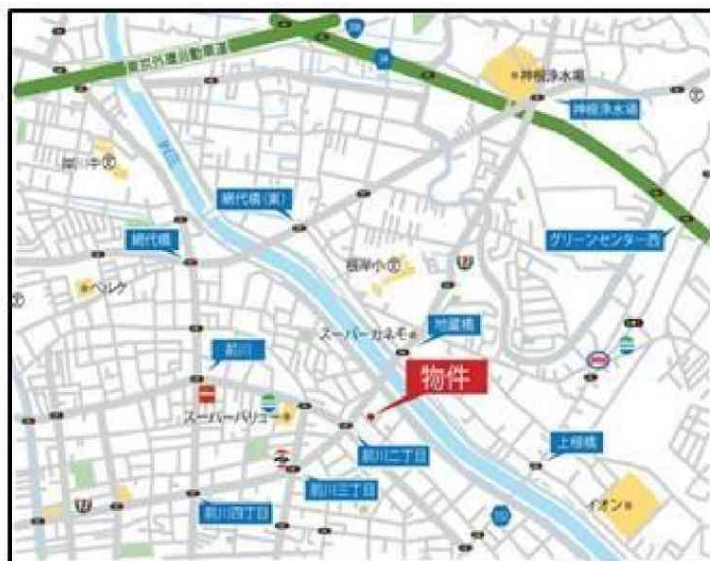 東京外環自動車道
神根浄水場
神根浄水場
岸川中
網代橋(東)
網代橋
グリーンセンター西
根岸小
ベルク
スーパーカネモ
地蔵橋
前川
物件
スーパーバリュー
前川二丁目
上根橋
前川三丁目
前川四丁目
イオン